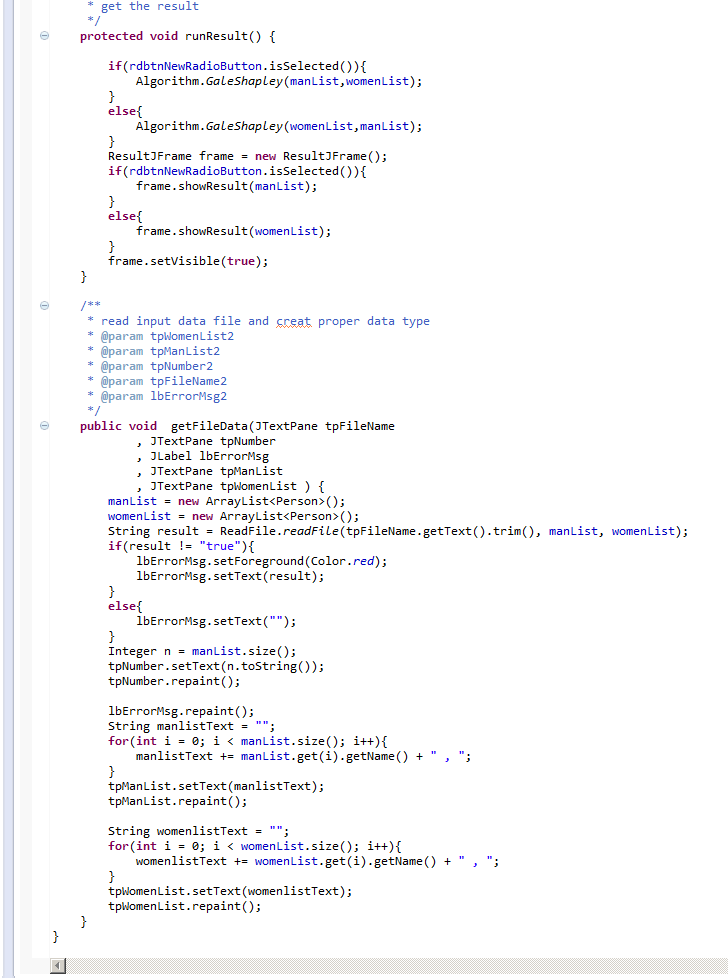 * get the result
     */
    protected void runResult() {

        if(rdbtnNewRadioButton.isSelected()){
            Algorithm.GaleShapley(manList,womenList);
        }
        else{
            Algorithm.GaleShapley(womenList,manList);
        }
        ResultJFrame frame = new ResultJFrame();
        if(rdbtnNewRadioButton.isSelected()){
            frame.showResult(manList);
        }
        else{
            frame.showResult(womenList);
        }
        frame.setVisible(true);
    }

    /**
     * read input data file and creat proper data type
     * @param tpWomenList2
     * @param tpManList2
     * @param tpNumber2
     * @param tpFileName2
     * @param lbErrorMsg2
     */
    public void  getFileData(JTextPane tpFileName
            , JTextPane tpNumber
            , JLabel lbErrorMsg
            , JTextPane tpManList
            , JTextPane tpWomenList ) {
        manList = new ArrayList<Person>();
        womenList = new ArrayList<Person>();
        String result = ReadFile.readFile(tpFileName.getText().trim(), manList, womenList);
        if(result != "true"){
            lbErrorMsg.setForeground(Color.red);
            lbErrorMsg.setText(result);
        }
        else{
            lbErrorMsg.setText("");
        }
        Integer n = manList.size();
        tpNumber.setText(n.toString());
        tpNumber.repaint();

        lbErrorMsg.repaint();
        String manlistText = "";
        for(int i = 0; i < manList.size(); i++){
            manlistText += manList.get(i).getName() + " , ";
        }
        tpManList.setText(manlistText);
        tpManList.repaint();

        String womenlistText = "";
        for(int i = 0; i < womenList.size(); i++){
            womenlistText += womenList.get(i).getName() + " , ";
        }
        tpWomenList.setText(womenlistText);
        tpWomenList.repaint();
    }
}